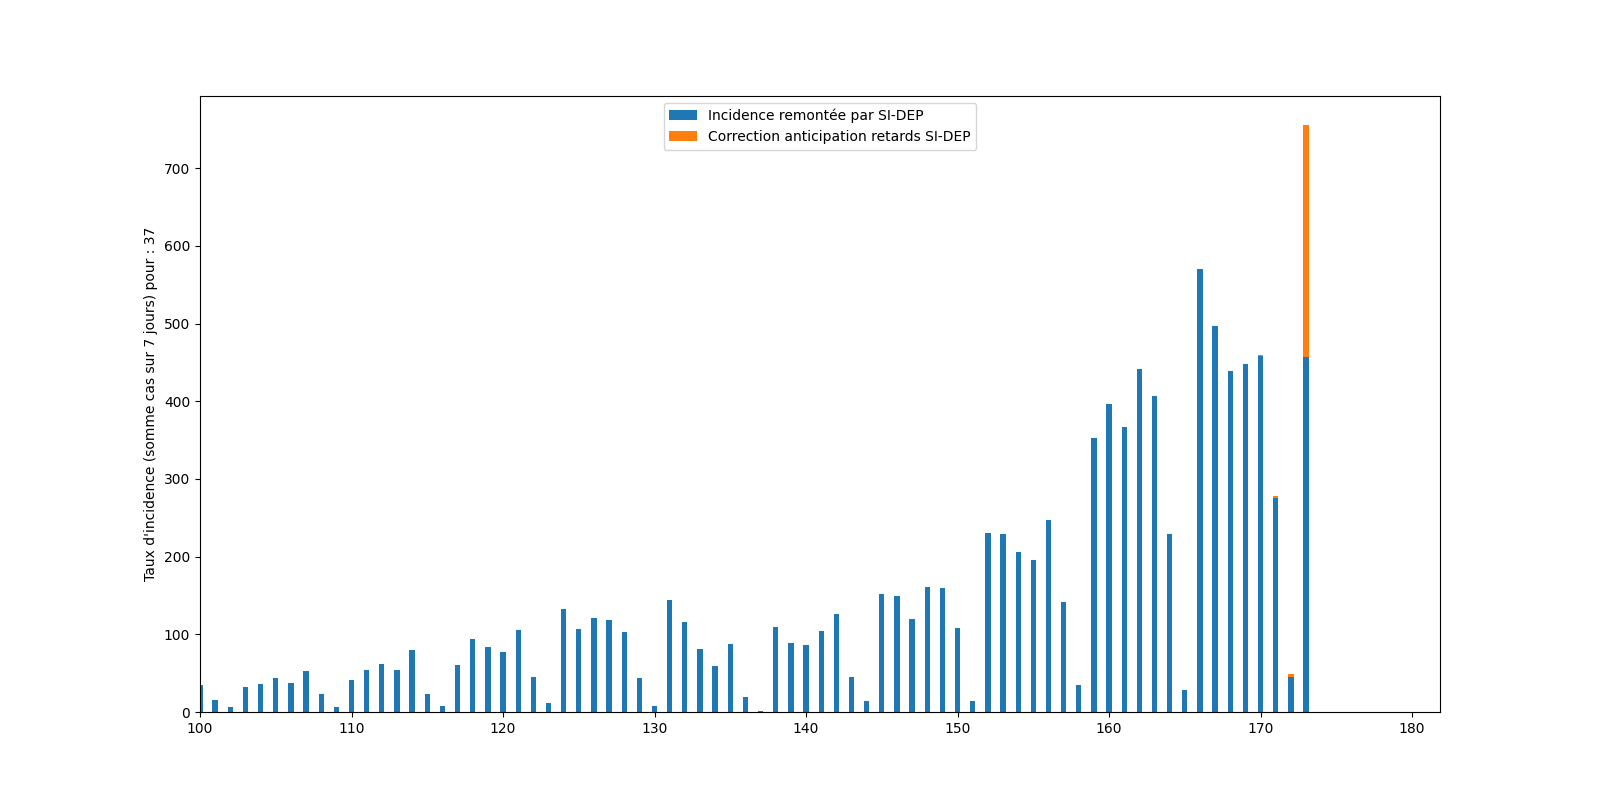 Incidence remontée par SI-DEP
Correction anticipation retards SI-DEP
Taux d'incidence (somme cas sur 7 jours) pour : 37
700
600
500
400
300
200
100
0
100 110 120 130 140 150 160 170 180